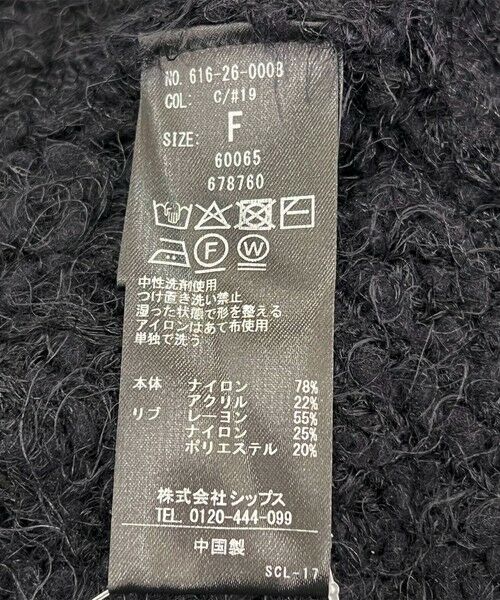 NO. 616-26-0008
COL: C/#19
SIZE: F
60065
678760
F W
中性洗剤使用
つけ置き洗い禁止
湿った状態で形を整える
アイロンはあて布使用
単独で洗う
本体 ナイロン 78%
アクリル 22%
リブ レーヨン 55%
ナイロン 25%
ポリエステル 20%
株式会社シップス
TEL. 0120-444-099
中国製
SCL-17